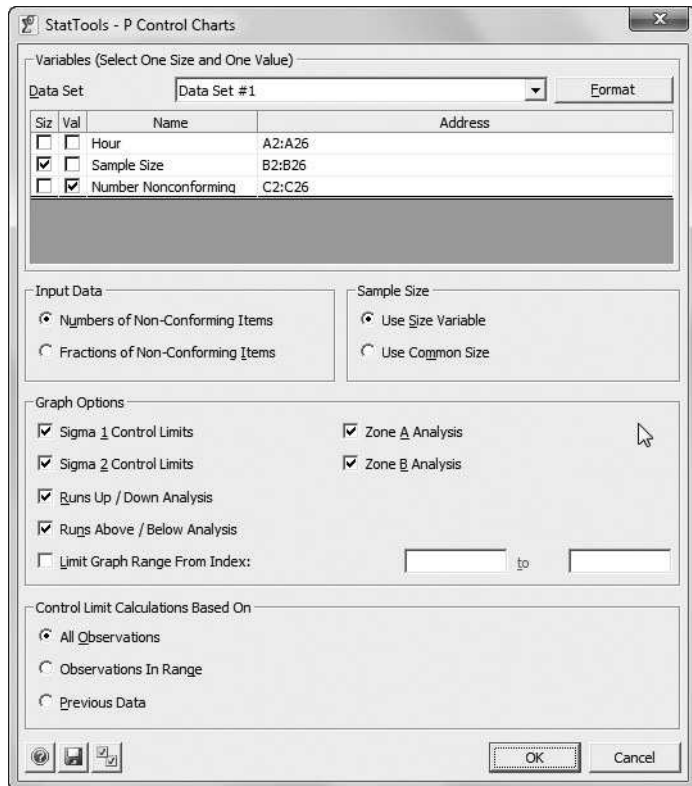 StatTools - P Control Charts
Variables (Select One Size and One Value)
Data Set Data Set #1 Format
Siz Val Name Address
Hour A2:A26
Sample Size B2:B26
Number Nonconforming C2:C26
Input Data
Numbers of Non-Conforming Items
Fractions of Non-Conforming Items
Sample Size
Use Size Variable
Use Common Size
Graph Options
Sigma 1 Control Limits
Zone A Analysis
Sigma 2 Control Limits
Zone B Analysis
Runs Up / Down Analysis
Runs Above / Below Analysis
Limit Graph Range From Index: to
Control Limit Calculations Based On
All Observations
Observations In Range
Previous Data
OK Cancel